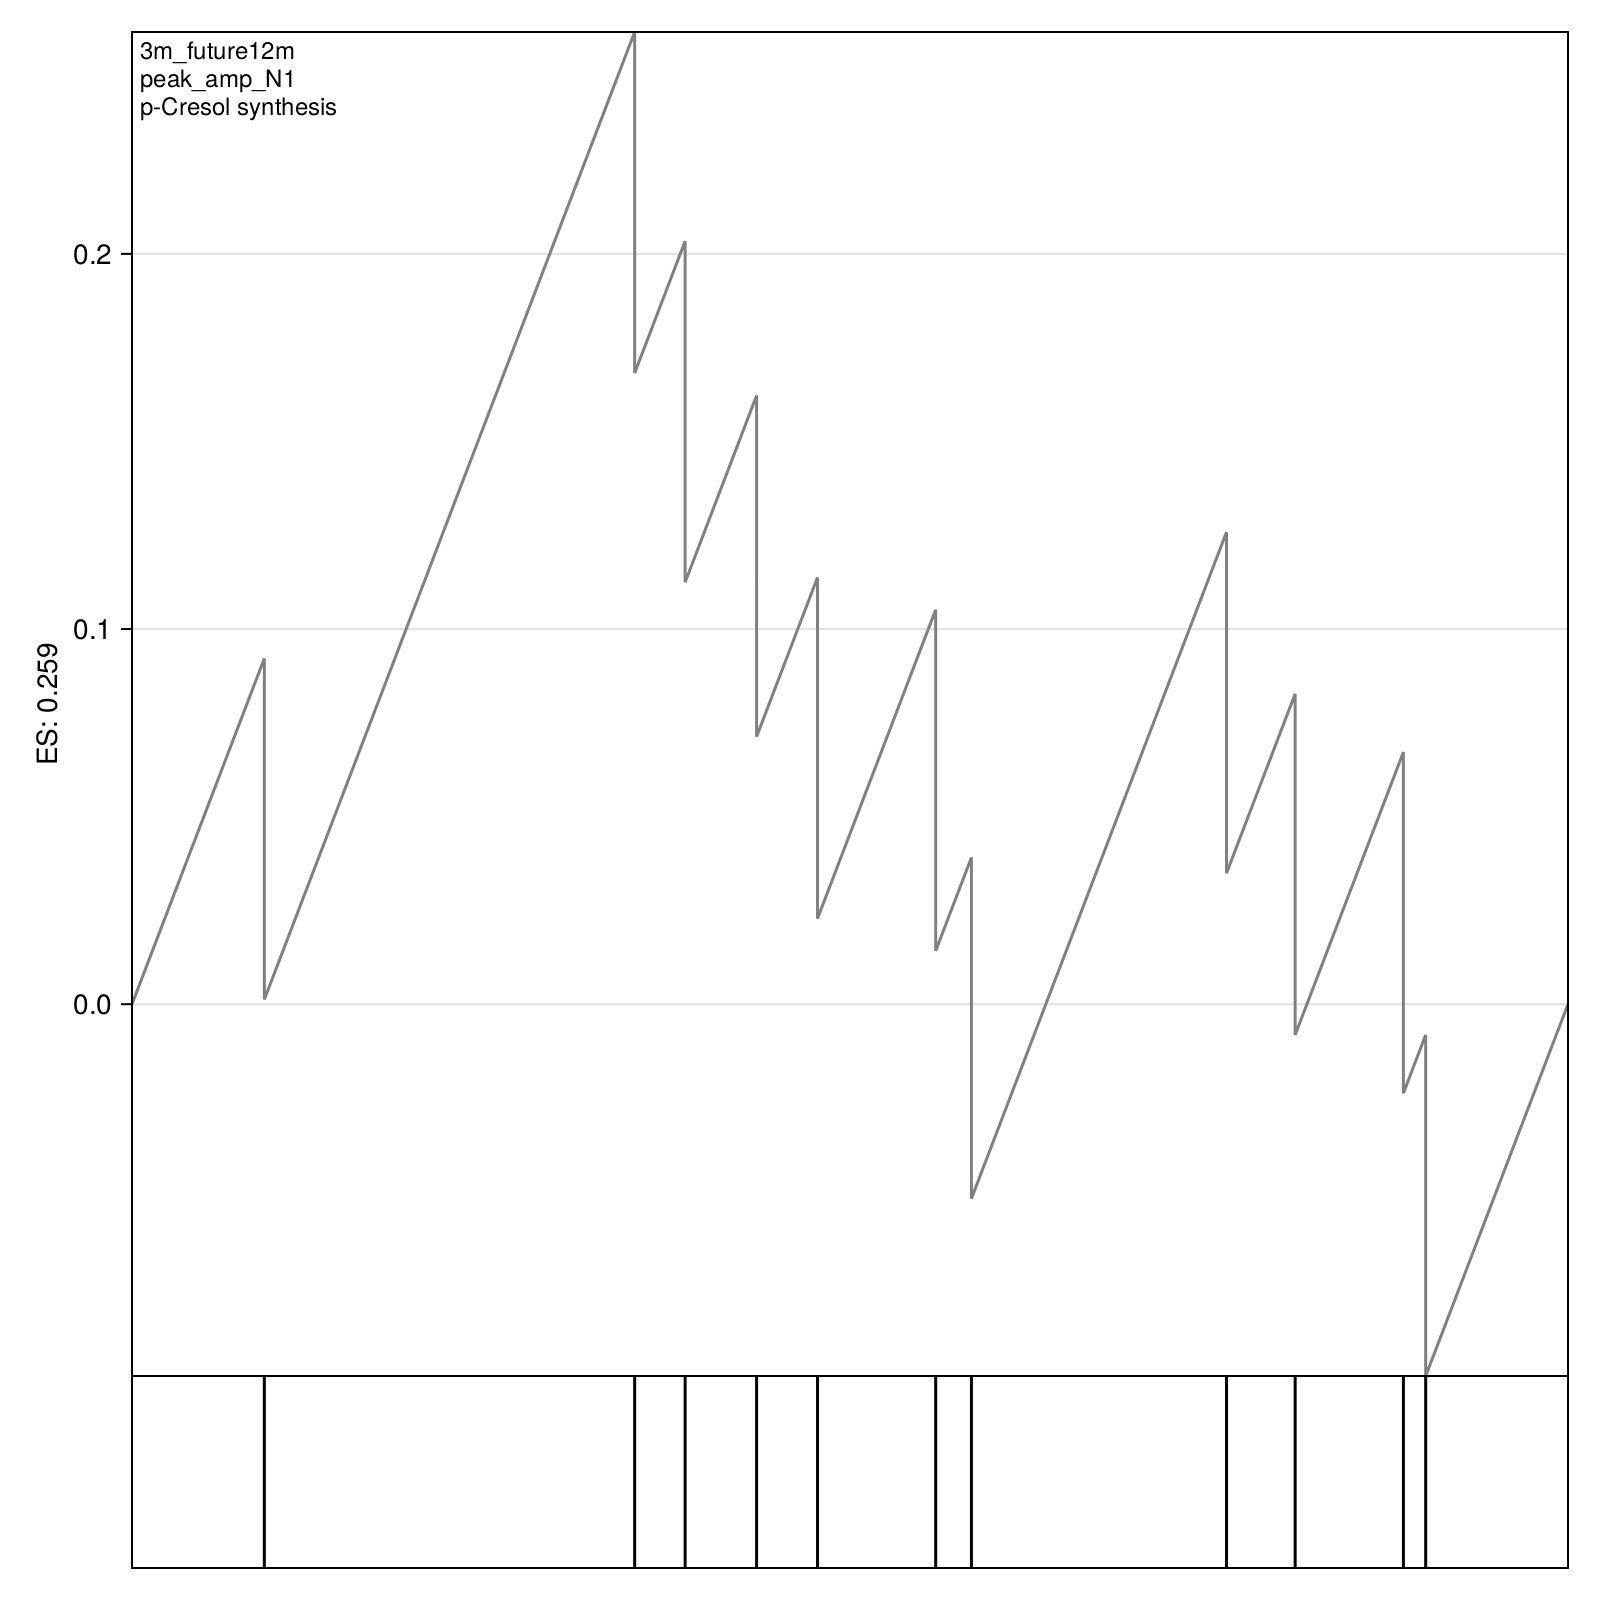 3m_future12m
peak_amp_N1
p-Cresol synthesis
0.2
0.1
0.0
ES: 0.259